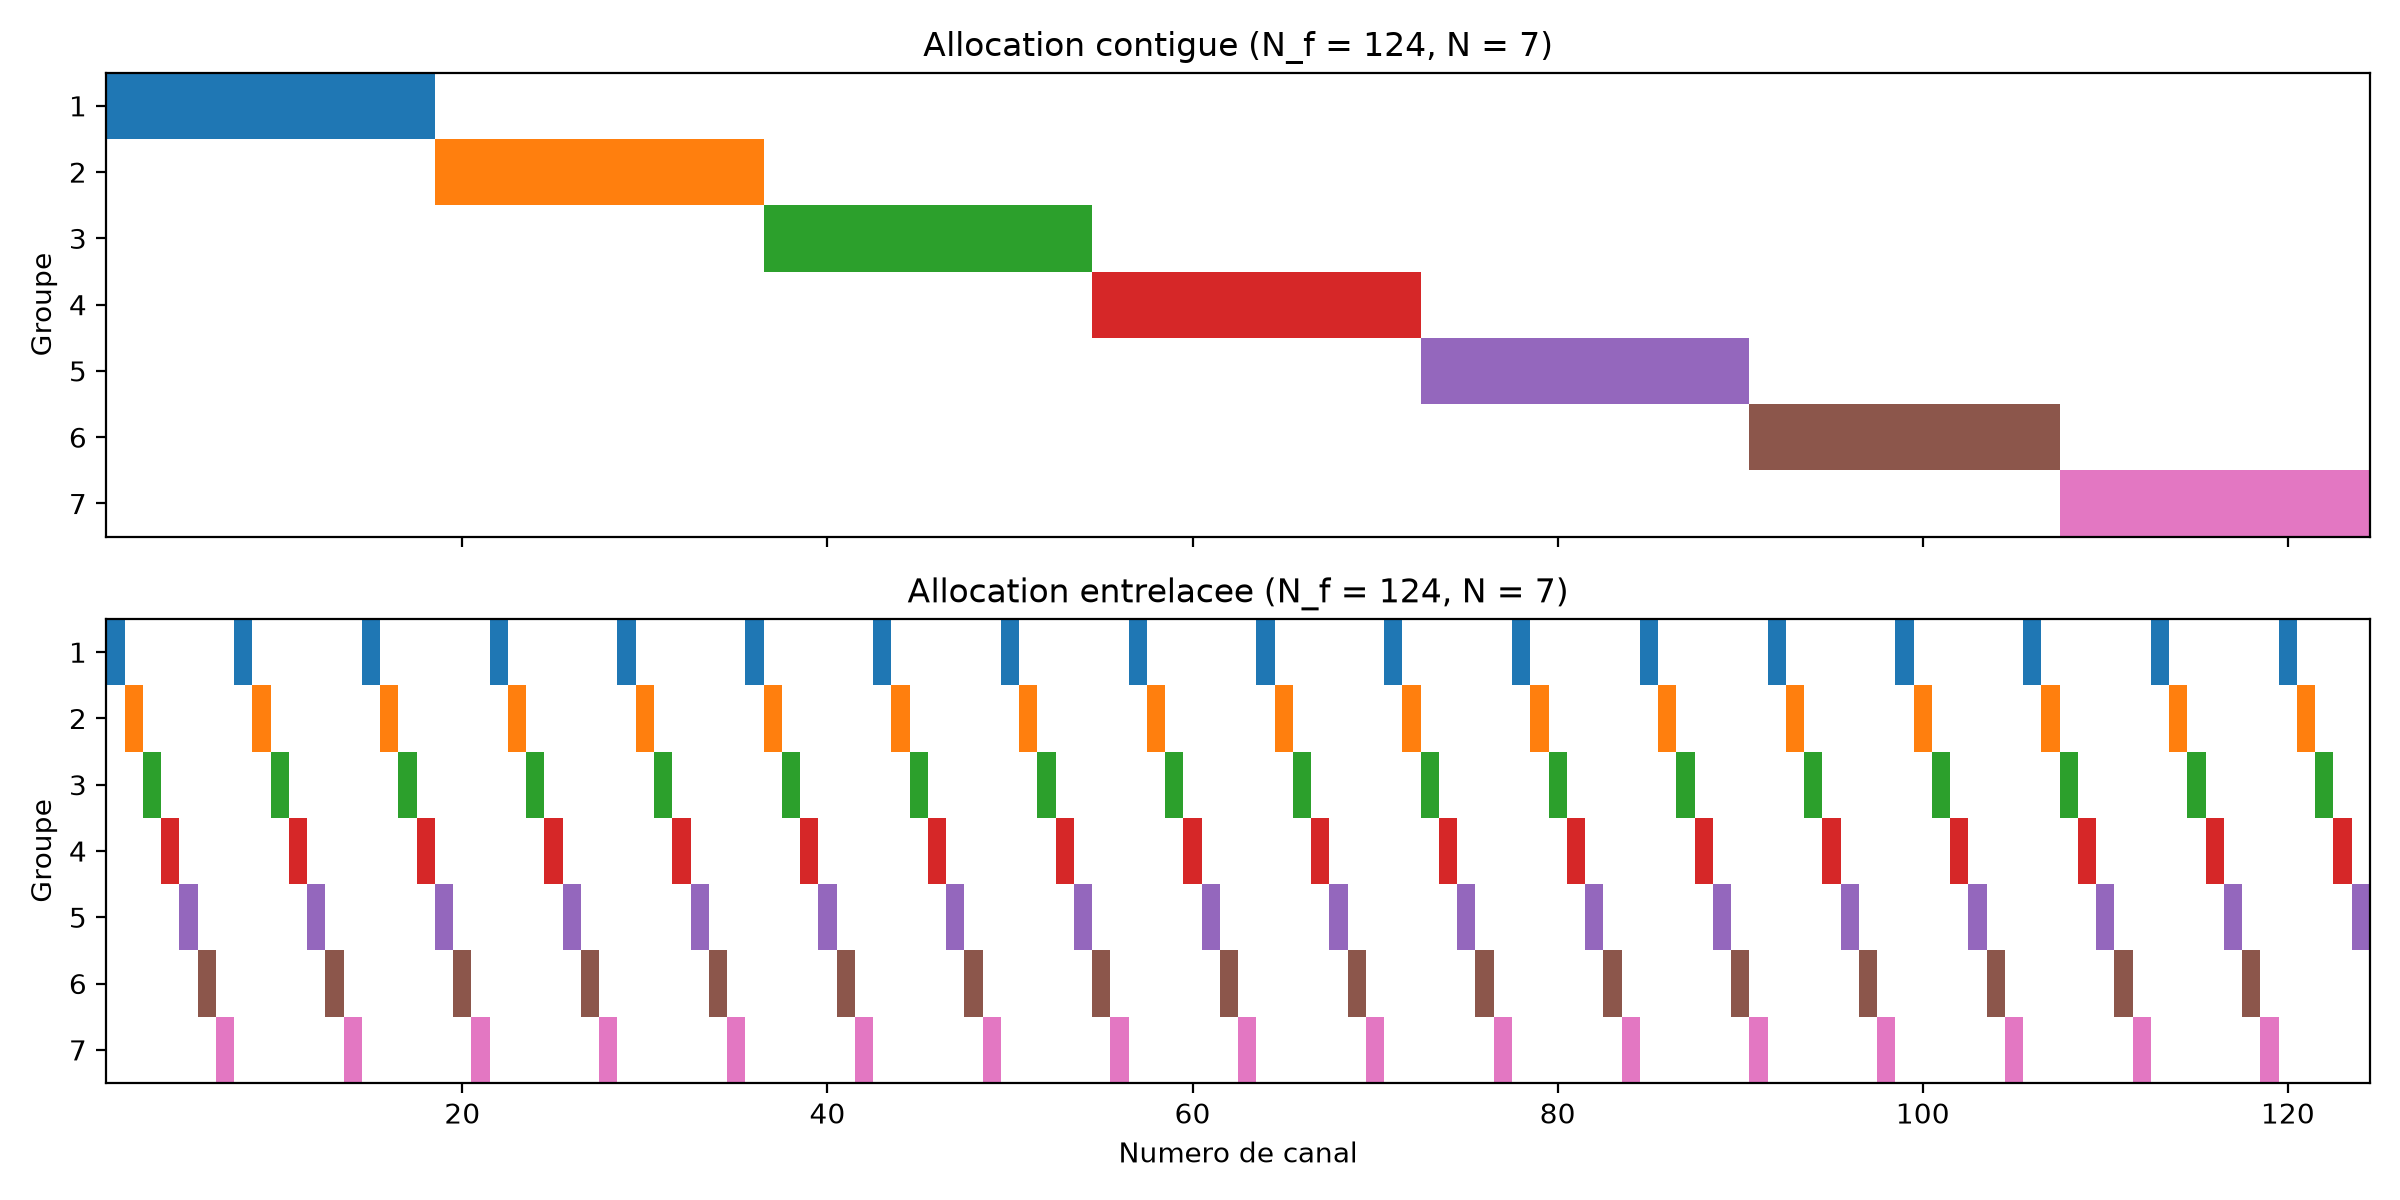 Allocation contigue (N_f = 124, N = 7)
Groupe
1
2
3
4
5
6
7
Allocation entrelacee (N_f = 124, N = 7)
Groupe
1
2
3
4
5
6
7
20 40 60 80 100 120
Numero de canal